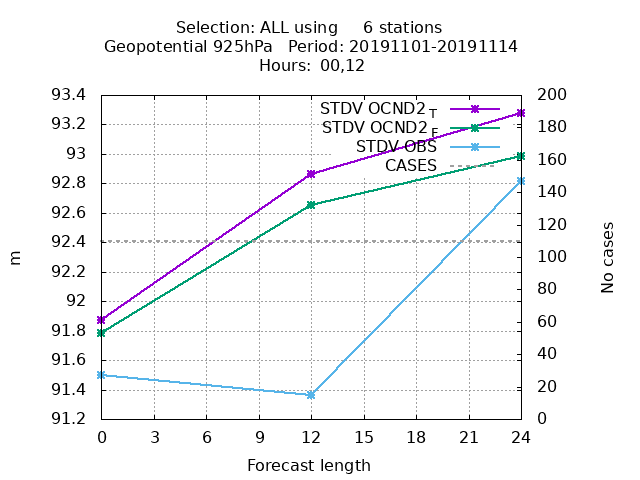 Selection: ALL using     6 stations
Geopotential 925hPa   Period: 20191101-20191114
Hours: 00,12
STDV OCND2 T
STDV OCND2 F
STDV OBS
CASES
93.4
93.2
93
92.8
92.6
92.4
92.2
92
91.8
91.6
91.4
91.2
200
180
160
140
120
100
80
60
40
20
0
m
No cases
0 3 6 9 12 15 18 21 24
Forecast length